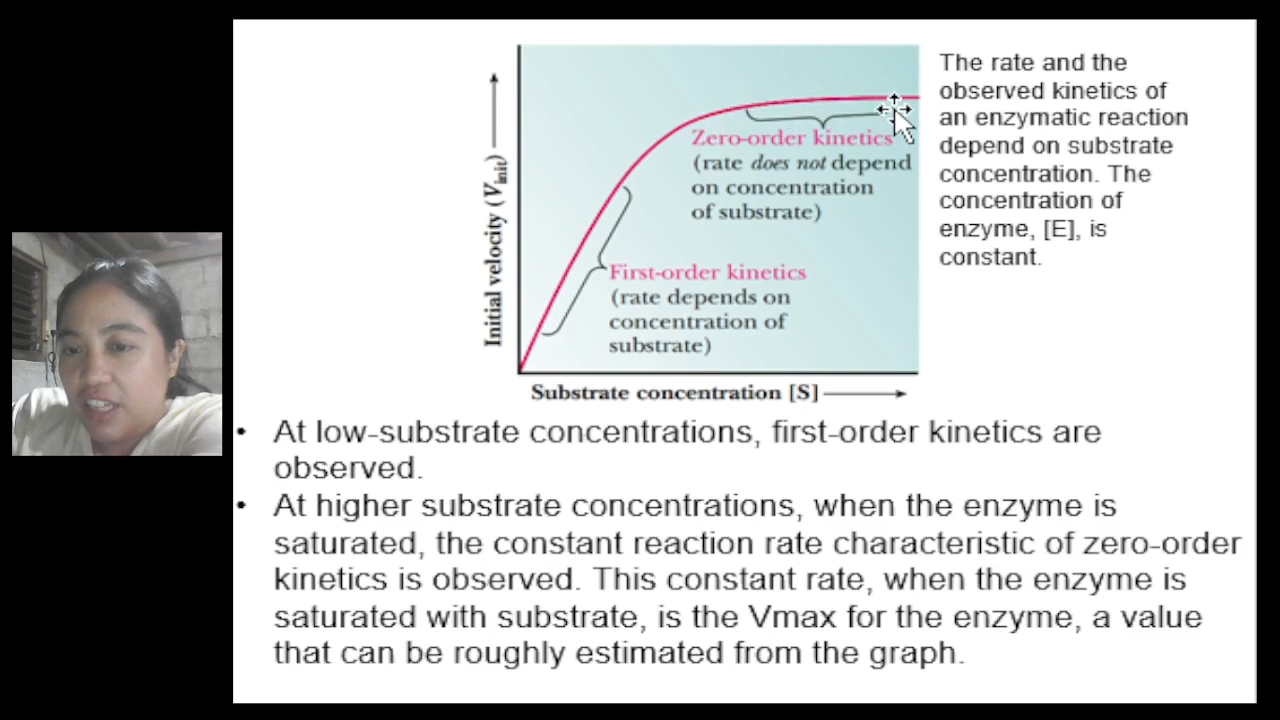 The rate and the
observed kinetics of
an enzymatic reaction
depend on substrate
concentration. The
concentration of
enzyme, [E], is
constant.
Initial velocity (Vinit)
Zero-order kinetics
(rate does not depend
on concentration
of substrate)
First-order kinetics
(rate depends on
concentration of
substrate)
Substrate concentration [S]
• At low-substrate concentrations, first-order kinetics are
observed.
• At higher substrate concentrations, when the enzyme is
saturated, the constant reaction rate characteristic of zero-order
kinetics is observed. This constant rate, when the enzyme is
saturated with substrate, is the Vmax for the enzyme, a value
that can be roughly estimated from the graph.